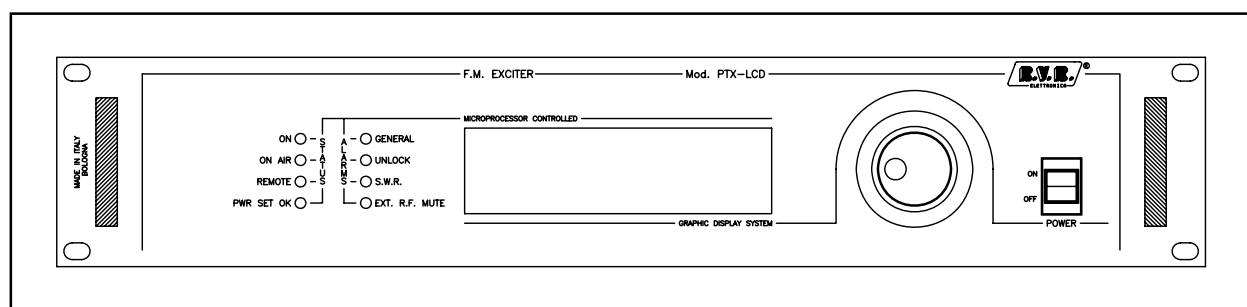 F.M. EXCITER
Mod. PTX-LCD
R.V.R.®
ELETTRONICA
MADE IN ITALY
BOLOGNA
MICROPROCESSOR CONTROLLED
STATUS
ALARMS
ON
GENERAL
ON AIR
UNLOCK
REMOTE
S.W.R.
PWR SET OK
EXT. R.F. MUTE
GRAPHIC DISPLAY SYSTEM
ON
OFF
POWER